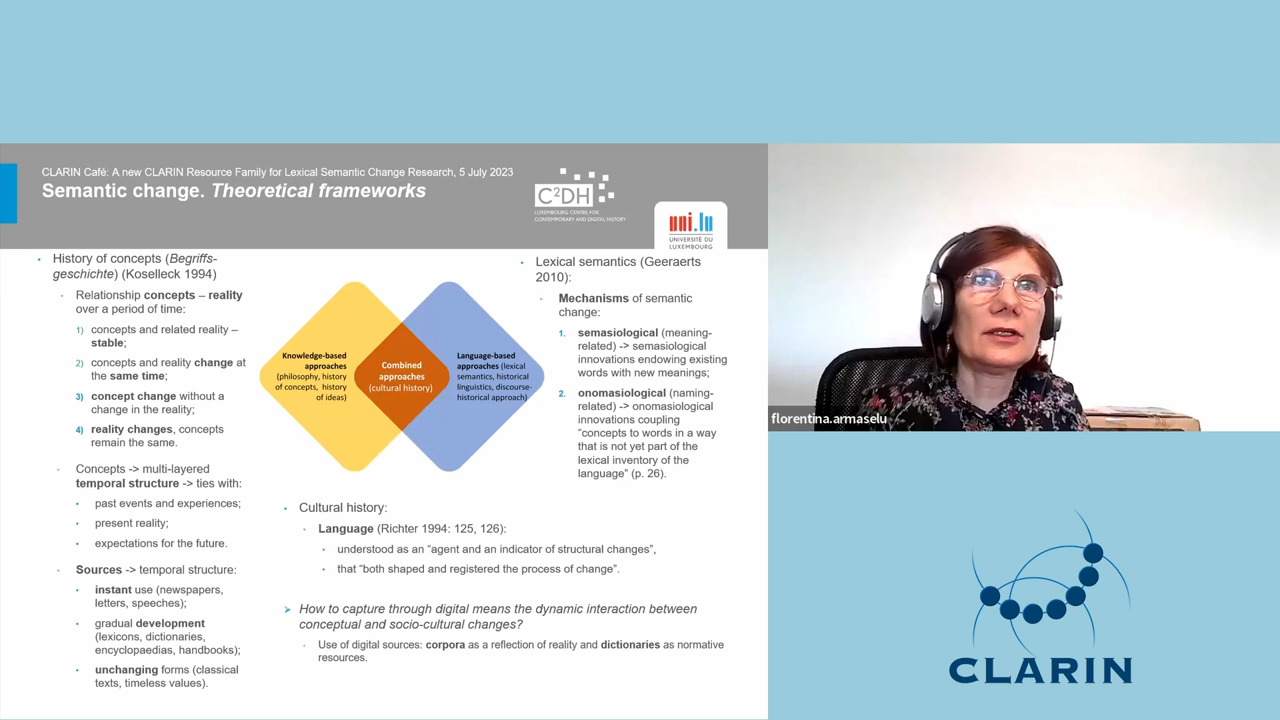 CLARIN Café: A new CLARIN Resource Family for Lexical Semantic Change Research, 5 July 2023
Semantic change. Theoretical frameworks
C²DH
LUXEMBOURG CENTRE FOR
CONTEMPORARY AND DIGITAL HISTORY
uni.lu
UNIVERSITÉ DU
LUXEMBOURG
History of concepts (Begriffs-
geschichte) (Koselleck 1994)
Relationship concepts – reality
over a period of time:
1) concepts and related reality –
stable;
2) concepts and reality change at
the same time;
3) concept change without a
change in the reality;
4) reality changes, concepts
remain the same.
Concepts -> multi-layered
temporal structure -> ties with:
past events and experiences;
present reality;
expectations for the future.
Sources -> temporal structure:
instant use (newspapers,
letters, speeches);
gradual development
(lexicons, dictionaries,
encyclopaedias, handbooks);
unchanging forms (classical
texts, timeless values).
Knowledge-based
approaches
(philosophy, history
of concepts, history
of ideas)
Combined
approaches
(cultural history)
Language-based
approaches (lexical
semantics, historical
linguistics, discourse-
historical approach)
Lexical semantics (Geeraerts
2010):
Mechanisms of semantic
change:
1. semasiological (meaning-
related) -> semasiological
innovations endowing existing
words with new meanings;
2. onomasiological (naming-
related) -> onomasiological
innovations coupling
“concepts to words in a way
that is not yet part of the
lexical inventory of the
language” (p. 26).
Cultural history:
Language (Richter 1994: 125, 126):
understood as an “agent and an indicator of structural changes”,
that “both shaped and registered the process of change”.
How to capture through digital means the dynamic interaction between
conceptual and socio-cultural changes?
Use of digital sources: corpora as a reflection of reality and dictionaries as normative
resources.
florentina.armaselu
CLARIN